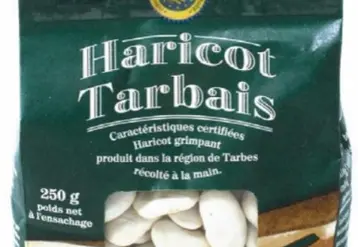 Haricot
Tarbais
Caractéristiques certifiées
Haricot grimpant
produit dans la région de Tarbes
récolté à la main.
250 g
poids net
à l'ensachage